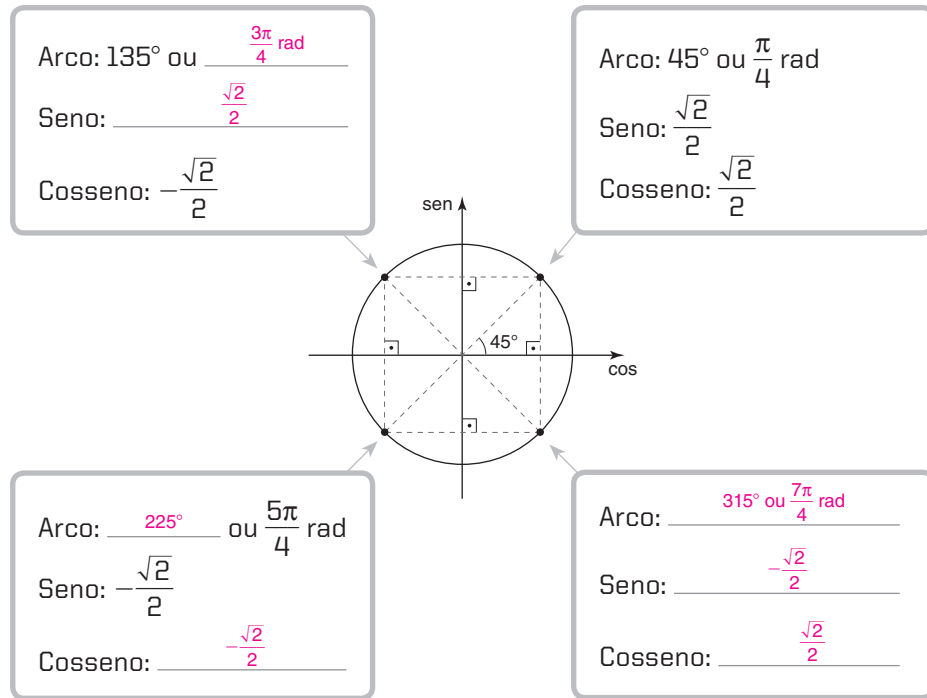 Arco: 135° ou 3π/4 rad
Seno: √2/2
Cosseno: −√2/2
Arco: 45° ou π/4 rad
Seno: √2/2
Cosseno: √2/2
sen
45°
cos
Arco: 225° ou 5π/4 rad
Seno: −√2/2
Cosseno: −√2/2
Arco: 315° ou 7π/4 rad
Seno: −√2/2
Cosseno: √2/2